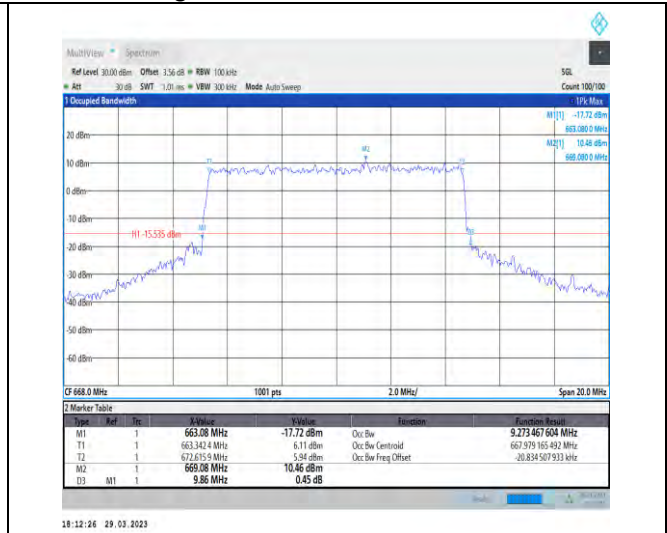 MultiView Spectrum
Ref Level 30.00 dBm Offset 3.56 dB RBW 100 kHz SGL
Att 30 dB SWT 1.01 ms VBW 300 kHz Mode Auto Sweep Count 100/100
1 Occupied Bandwidth 1Pk Max
M1[1] -17.72 dBm
663.080 0 MHz
M2[1] 10.46 dBm
669.080 0 MHz
20 dBm
M2
10 dBm
T1
0 dBm
-10 dBm
H1 -15.535 dBm
-20 dBm
-30 dBm
-40 dBm
-50 dBm
-60 dBm
CF 668.0 MHz 1001 pts 2.0 MHz/ Span 20.0 MHz
2 Marker Table
Type Ref Trc X-Value Y-Value Function Function Result
M1 1 663.08 MHz -17.72 dBm Occ Bw 9.273 467 604 MHz
T1 1 663.342 4 MHz 6.11 dBm Occ Bw Centroid 667.979 165 492 MHz
T2 1 672.615 9 MHz 5.94 dBm Occ Bw Freq Offset -20.834 507 933 kHz
M2 1 669.08 MHz 10.46 dBm
D3 M1 1 9.86 MHz 0.45 dB
18:12:26 29.03.2023